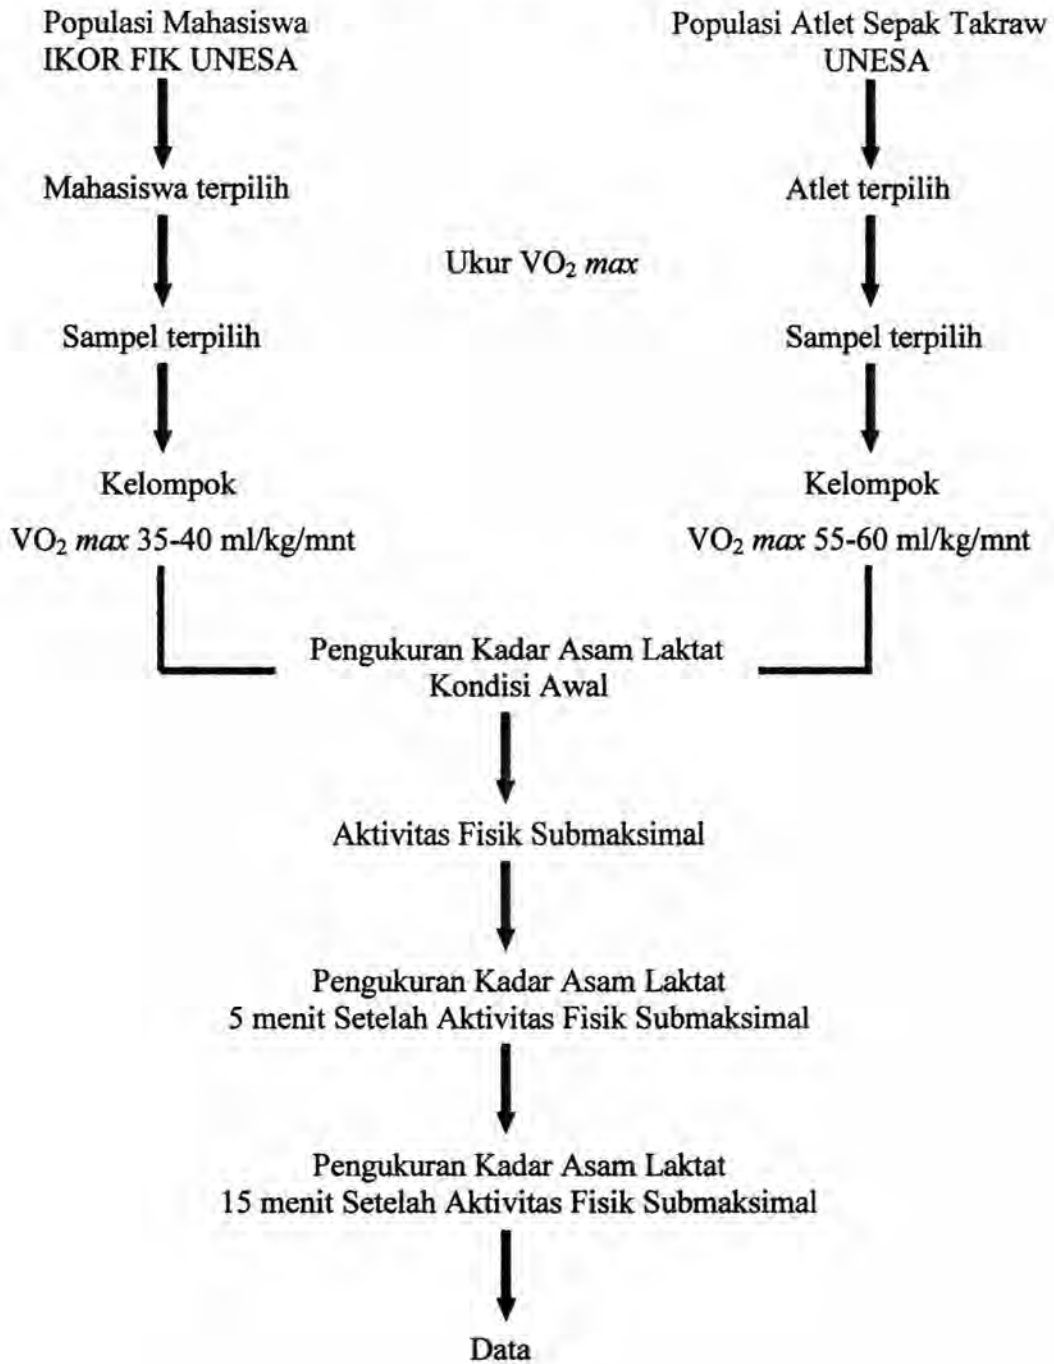 Populasi Mahasiswa
IKOR FIK UNESA
Populasi Atlet Sepak Takraw
UNESA
Mahasiswa terpilih
Atlet terpilih
Ukur VO₂ max
Sampel terpilih
Sampel terpilih
Kelompok
VO₂ max 35-40 ml/kg/mnt
Kelompok
VO₂ max 55-60 ml/kg/mnt
Pengukuran Kadar Asam Laktat
Kondisi Awal
Aktivitas Fisik Submaksimal
Pengukuran Kadar Asam Laktat
5 menit Setelah Aktivitas Fisik Submaksimal
Pengukuran Kadar Asam Laktat
15 menit Setelah Aktivitas Fisik Submaksimal
Data